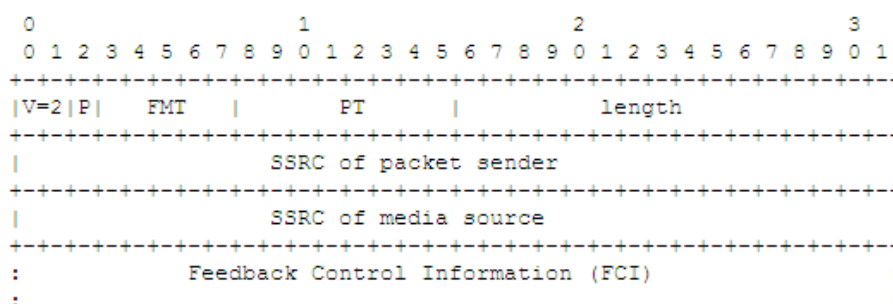 0 1 2 3
0 1 2 3 4 5 6 7 8 9 0 1 2 3 4 5 6 7 8 9 0 1 2 3 4 5 6 7 8 9 0 1
+-+-+-+-+-+-+-+-+-+-+-+-+-+-+-+-+-+-+-+-+-+-+-+-+-+-+-+-+-+-+-+-
|V=2|P| FMT | PT | length
+-+-+-+-+-+-+-+-+-+-+-+-+-+-+-+-+-+-+-+-+-+-+-+-+-+-+-+-+-+-+-+-
| SSRC of packet sender
+-+-+-+-+-+-+-+-+-+-+-+-+-+-+-+-+-+-+-+-+-+-+-+-+-+-+-+-+-+-+-+-
| SSRC of media source
+-+-+-+-+-+-+-+-+-+-+-+-+-+-+-+-+-+-+-+-+-+-+-+-+-+-+-+-+-+-+-+-
: Feedback Control Information (FCI)
: